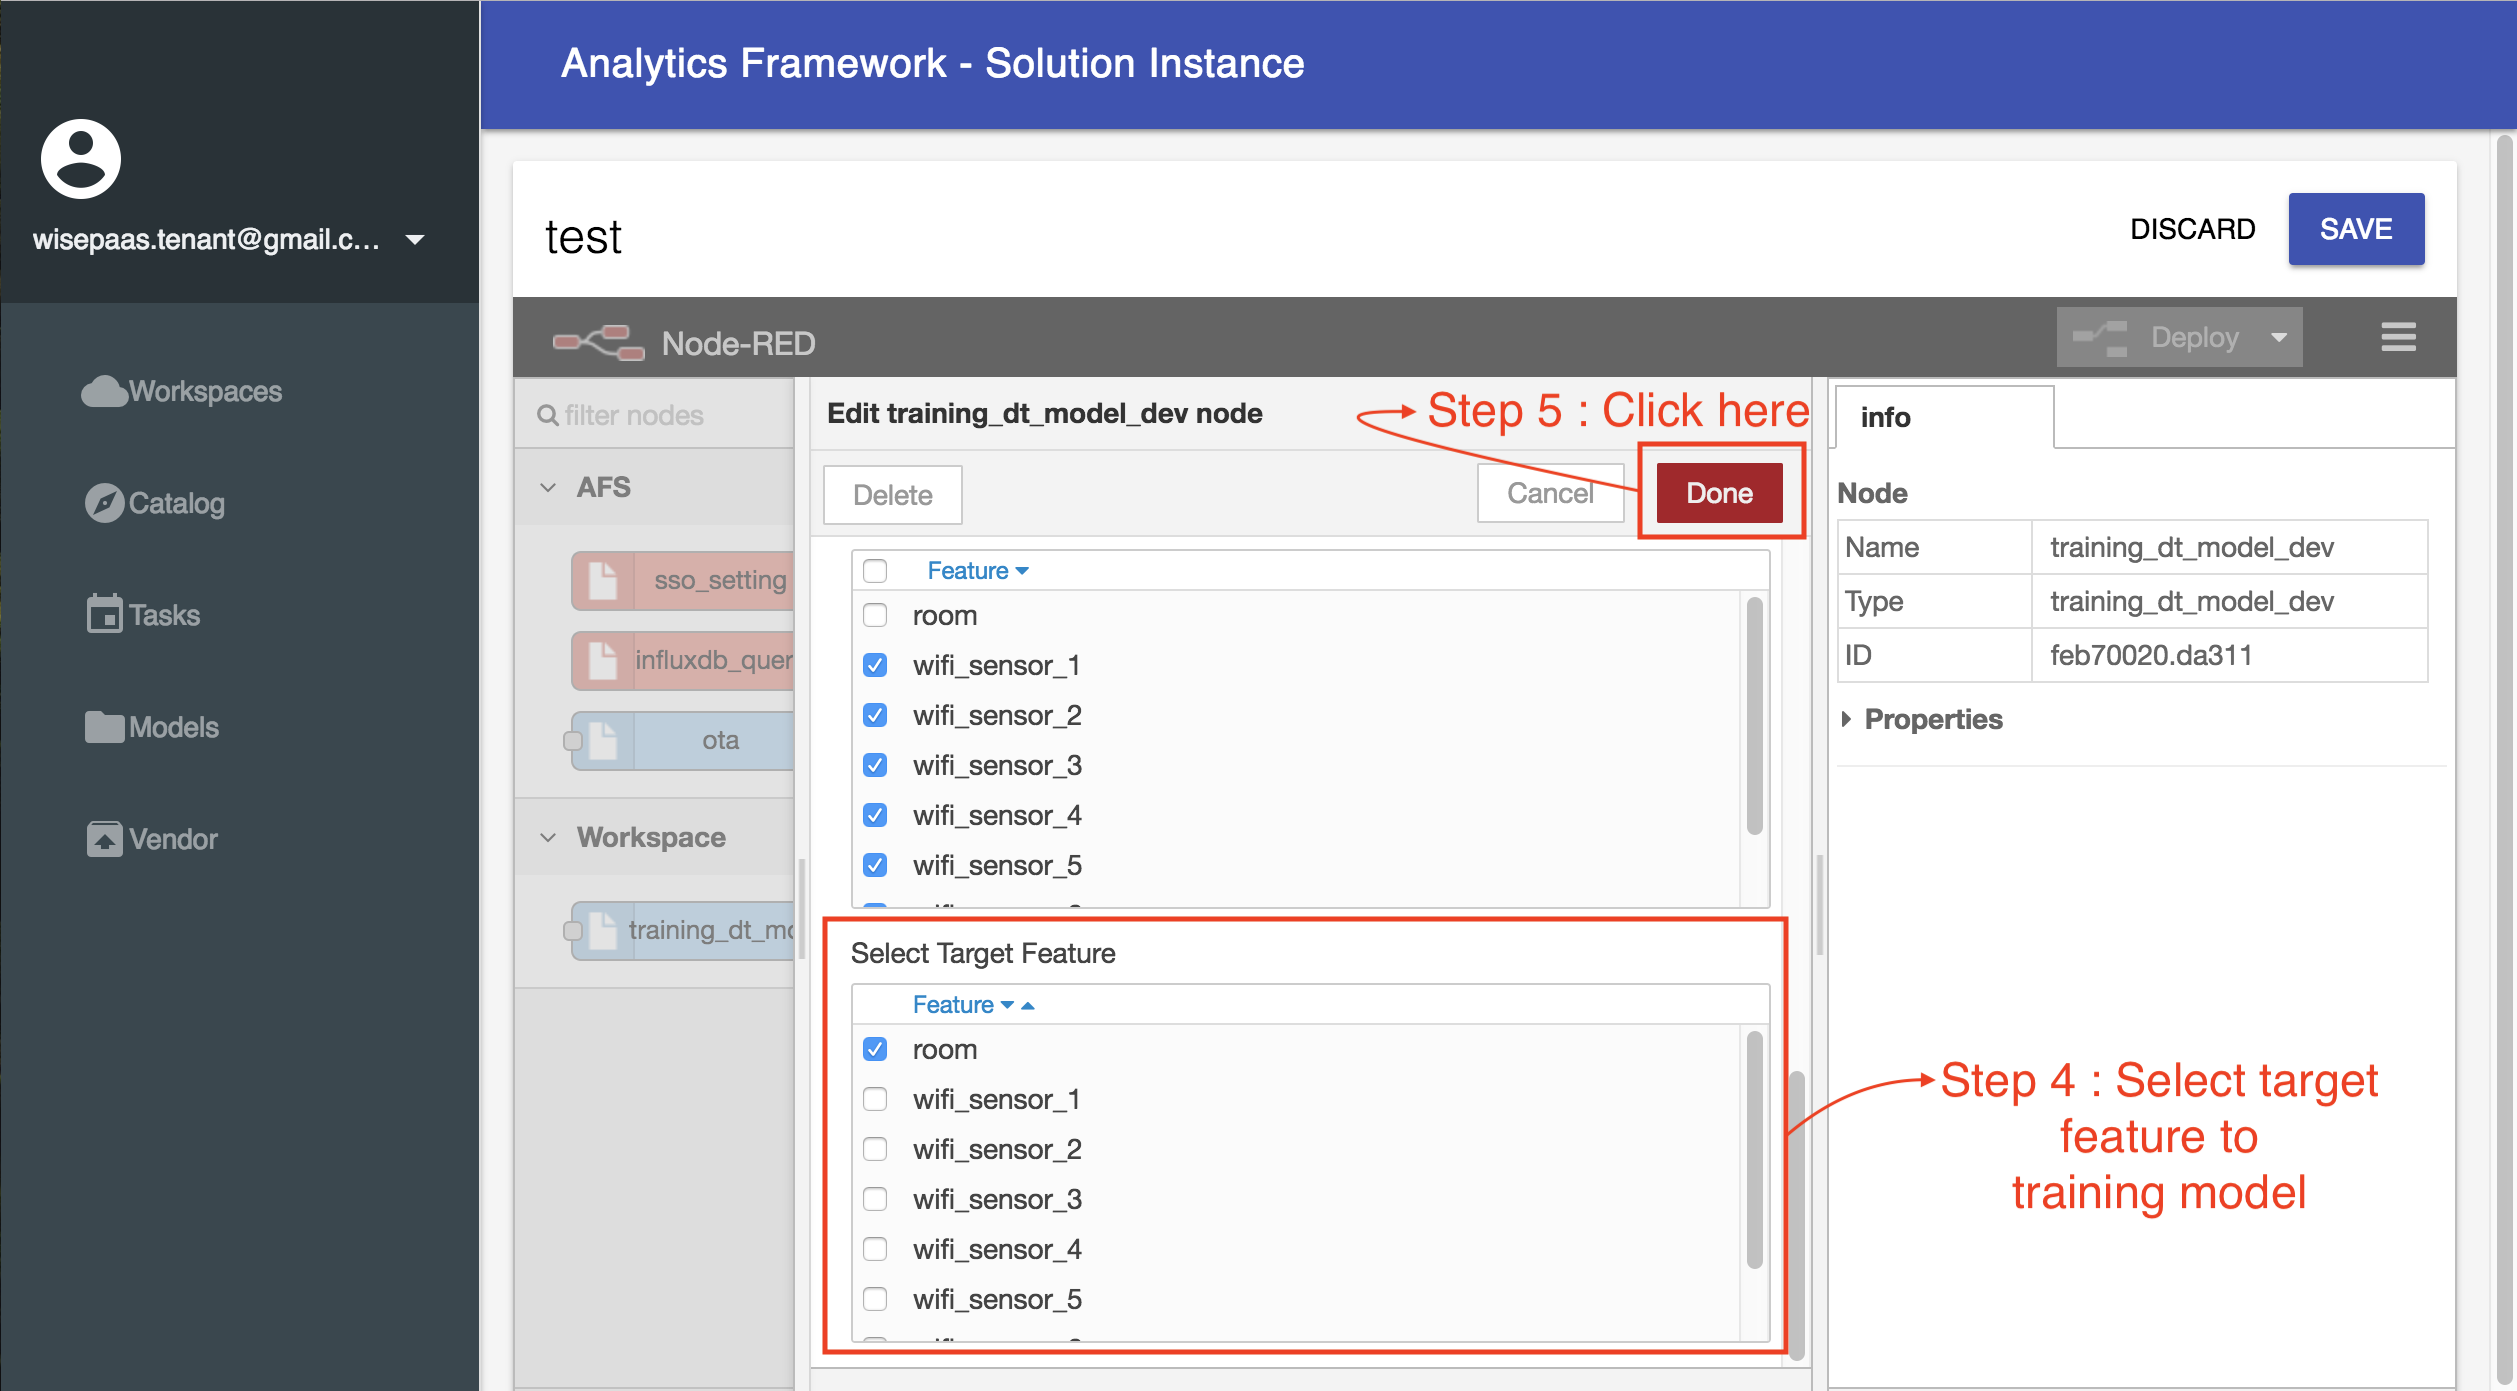 Analytics Framework - Solution Instance
wisepaas.tenant@gmail.c...
Workspaces
Catalog
Tasks
Models
Vendor
test
DISCARD
SAVE
Node-RED
Deploy
filter nodes
AFS
sso_setting
influxdb_quer
ota
Workspace
training_dt_mo
Edit training_dt_model_dev node
Step 5 : Click here
Delete
Cancel
Done
Feature
room
wifi_sensor_1
wifi_sensor_2
wifi_sensor_3
wifi_sensor_4
wifi_sensor_5
Select Target Feature
Feature
room
wifi_sensor_1
wifi_sensor_2
wifi_sensor_3
wifi_sensor_4
wifi_sensor_5
info
Node
Name training_dt_model_dev
Type training_dt_model_dev
ID feb70020.da311
Properties
Step 4 : Select target
feature to
training model